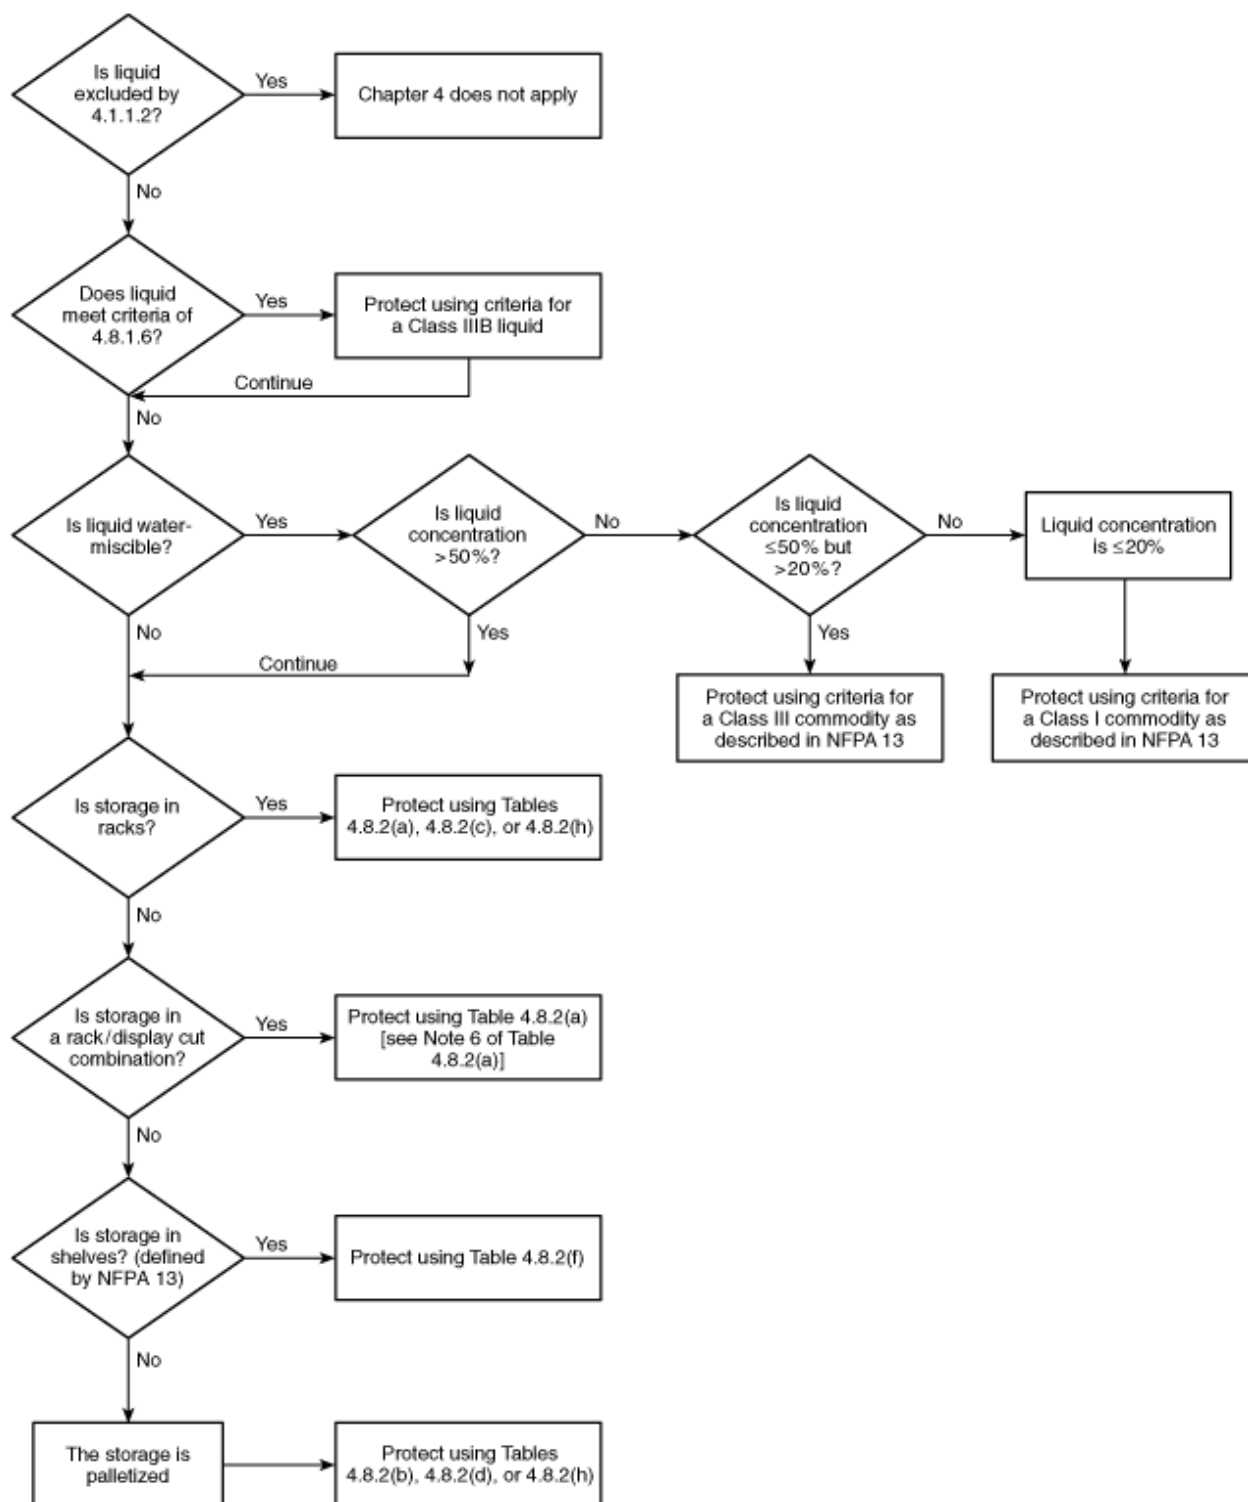 Is liquid
excluded by
4.1.1.2?
Yes
Chapter 4 does not apply
No
Does liquid
meet criteria of
4.8.1.6?
Yes
Protect using criteria for
a Class IIIB liquid
Continue
No
Is liquid water-
miscible?
Yes
Is liquid
concentration
>50%?
No
Is liquid
concentration
≤50% but
>20%?
No
Liquid concentration
is ≤20%
No
Yes
Yes
Continue
Protect using criteria for
a Class III commodity as
described in NFPA 13
Protect using criteria for
a Class I commodity as
described in NFPA 13
Is storage in
racks?
Yes
Protect using Tables
4.8.2(a), 4.8.2(c), or 4.8.2(h)
No
Is storage in
a rack/display cut
combination?
Yes
Protect using Table 4.8.2(a)
[see Note 6 of Table
4.8.2(a)]
No
Is storage in
shelves? (defined
by NFPA 13)
Yes
Protect using Table 4.8.2(f)
No
The storage is
palletized
Protect using Tables
4.8.2(b), 4.8.2(d), or 4.8.2(h)